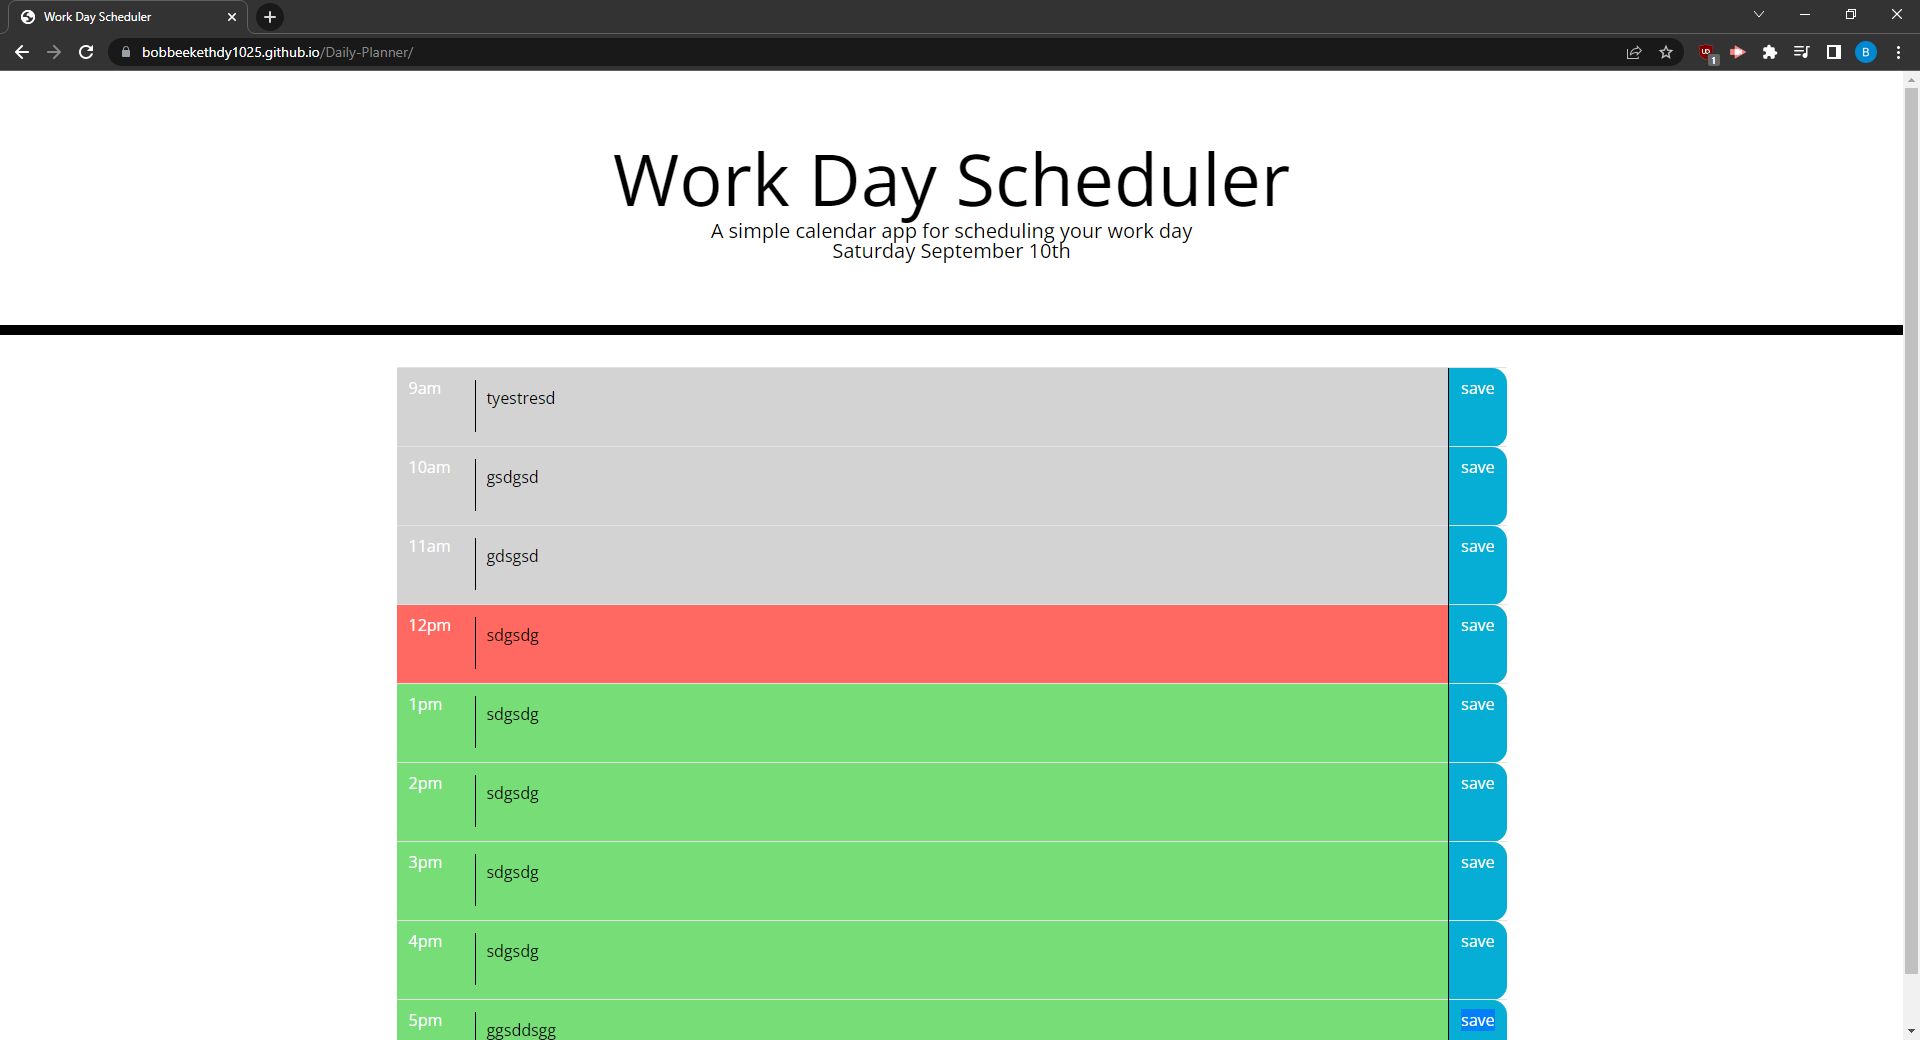 Work Day Scheduler
bobbeekethdy1025.github.io/Daily-Planner/
UD
1
B
Work Day Scheduler
A simple calendar app for scheduling your work day
Saturday September 10th
9am tyestresd save
10am gsdgsd save
11am gdsgsd save
12pm sdgsdg save
1pm sdgsdg save
2pm sdgsdg save
3pm sdgsdg save
4pm sdgsdg save
5pm ggsddsgg save